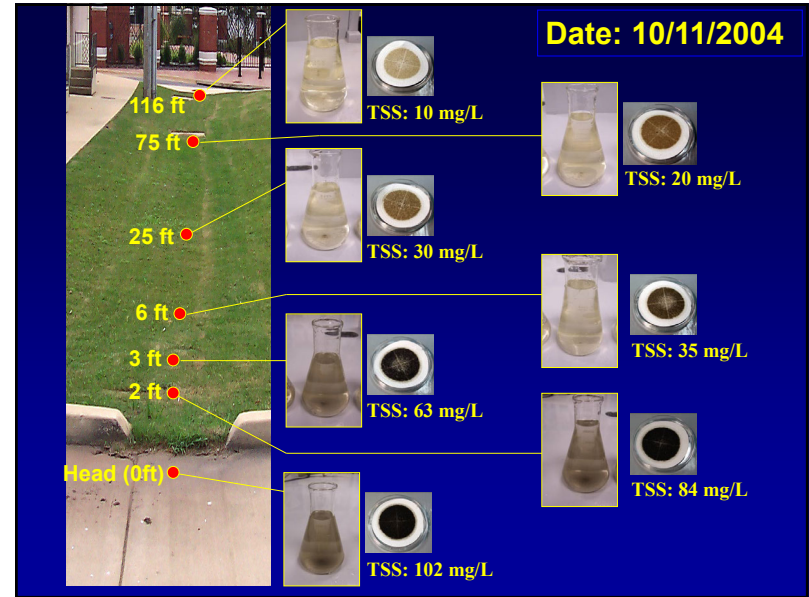 Date: 10/11/2004
116 ft
TSS: 10 mg/L
75 ft
TSS: 20 mg/L
25 ft
TSS: 30 mg/L
6 ft
TSS: 35 mg/L
3 ft
TSS: 63 mg/L
2 ft
TSS: 84 mg/L
Head (0ft)
TSS: 102 mg/L